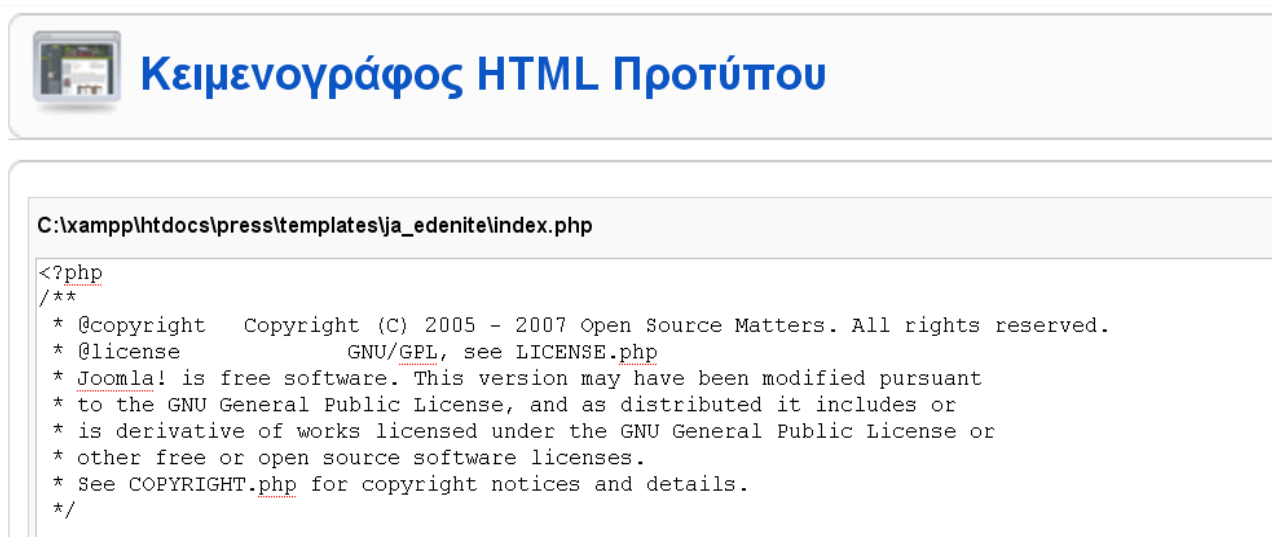 Κειμενογράφος HTML Προτύπου
C:\xampp\htdocs\press\templates\ja_edenite\index.php
<?php
/**
 * @copyright   Copyright (C) 2005 - 2007 Open Source Matters. All rights reserved.
 * @license             GNU/GPL, see LICENSE.php
 * Joomla! is free software. This version may have been modified pursuant
 * to the GNU General Public License, and as distributed it includes or
 * is derivative of works licensed under the GNU General Public License or
 * other free or open source software licenses.
 * See COPYRIGHT.php for copyright notices and details.
 */